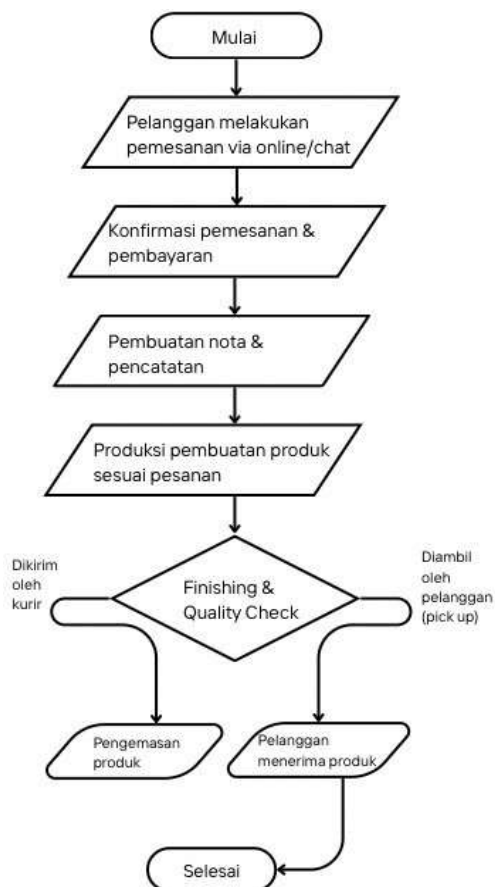 Mulai
Pelanggan melakukan
pemesanan via online/chat
Konfirmasi pemesanan &
pembayaran
Pembuatan nota &
pencatatan
Produksi pembuatan produk
sesuai pesanan
Dikirim
oleh
kurir
Finishing &
Quality Check
Diambil
oleh
pelanggan
(pick up)
Pengemasan
produk
Pelanggan
menerima produk
Selesai